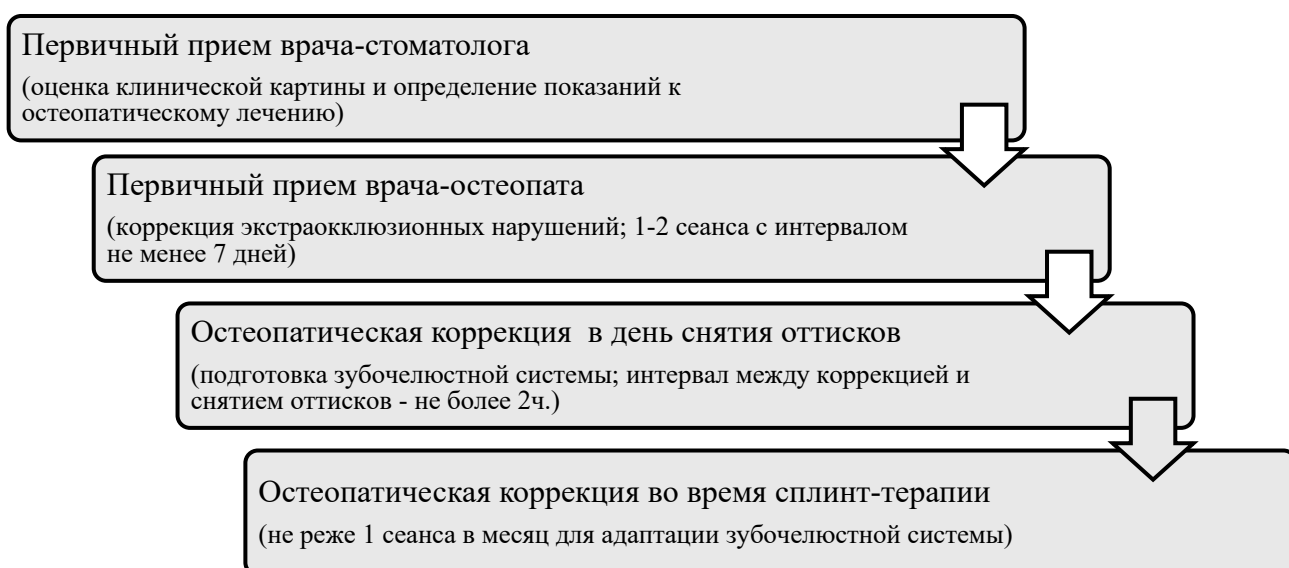 Первичный прием врача-стоматолога
(оценка клинической картины и определение показаний к
остеопатическому лечению)
Первичный прием врача-остеопата
(коррекция экстраокклюзионных нарушений; 1-2 сеанса с интервалом
не менее 7 дней)
Остеопатическая коррекция в день снятия оттисков
(подготовка зубочелюстной системы; интервал между коррекцией и
снятием оттисков - не более 2ч.)
Остеопатическая коррекция во время сплинт-терапии
(не реже 1 сеанса в месяц для адаптации зубочелюстной системы)